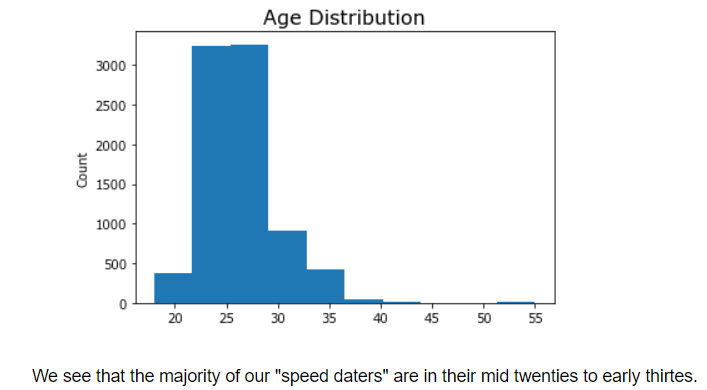 Age Distribution
3000
2500
2000
Count
1500
1000
500
0
20 25 30 35 40 45 50 55
We see that the majority of our "speed daters" are in their mid twenties to early thirtes.